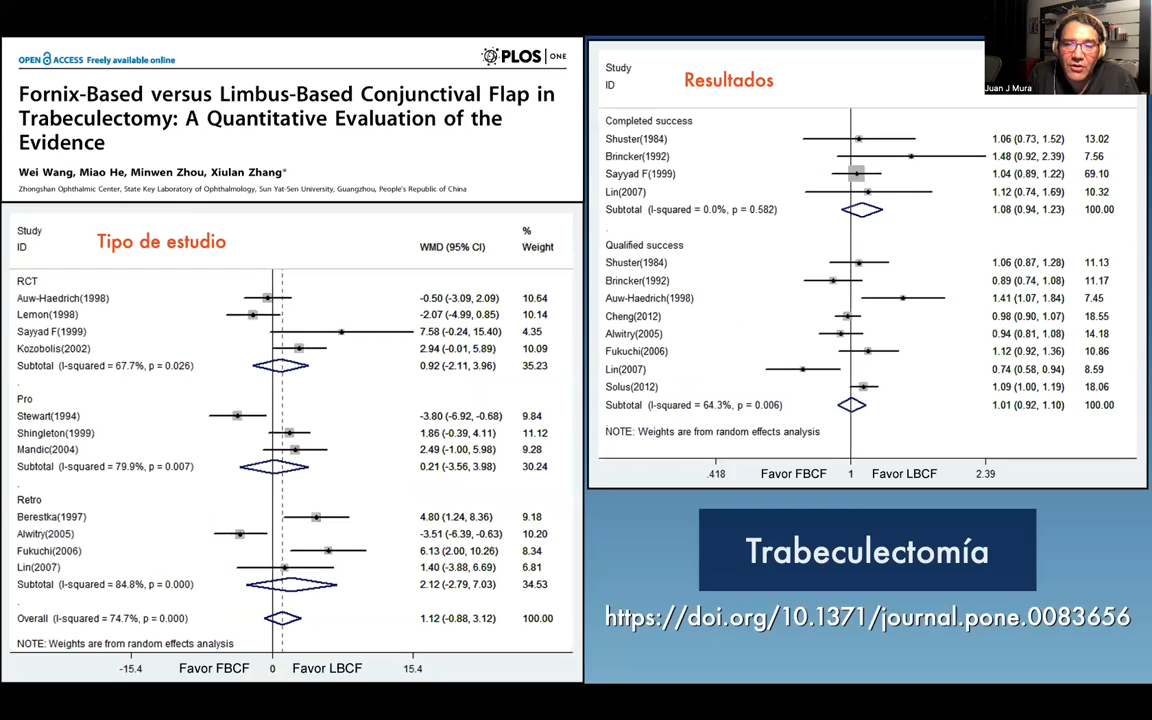 OPEN ACCESS Freely available online
PLOS ONE
Fornix-Based versus Limbus-Based Conjunctival Flap in
Trabeculectomy: A Quantitative Evaluation of the
Evidence
Wei Wang, Miao He, Minwen Zhou, Xiulan Zhang*
Zhongshan Ophthalmic Center, State Key Laboratory of Ophthalmology, Sun Yat-Sen University, Guangzhou, People's Republic of China
Study %
ID Tipo de estudio WMD (95% CI) Weight
RCT
Auw-Haedrich(1998) -0.50 (-3.09, 2.09) 10.64
Lemon(1998) -2.07 (-4.99, 0.85) 10.14
Sayyad F(1999) 7.58 (-0.24, 15.40) 4.35
Kozobolis(2002) 2.94 (-0.01, 5.89) 10.09
Subtotal (I-squared = 67.7%, p = 0.026) 0.92 (-2.11, 3.96) 35.23
.
Pro
Stewart(1994) -3.80 (-6.92, -0.68) 9.84
Shingleton(1999) 1.86 (-0.39, 4.11) 11.12
Mandic(2004) 2.49 (-1.00, 5.98) 9.28
Subtotal (I-squared = 79.9%, p = 0.007) 0.21 (-3.56, 3.98) 30.24
.
Retro
Berestka(1997) 4.80 (1.24, 8.36) 9.18
Alwitry(2005) -3.51 (-6.39, -0.63) 10.20
Fukuchi(2006) 6.13 (2.00, 10.26) 8.34
Lin(2007) 1.40 (-3.88, 6.69) 6.81
Subtotal (I-squared = 84.8%, p = 0.000) 2.12 (-2.79, 7.03) 34.53
.
Overall (I-squared = 74.7%, p = 0.000) 1.12 (-0.88, 3.12) 100.00
NOTE: Weights are from random effects analysis
-15.4 Favor FBCF 0 Favor LBCF 15.4
Juan J Mura
Study
ID
Resultados
Completed success
Shuster(1984) 1.06 (0.73, 1.52) 13.02
Brincker(1992) 1.48 (0.92, 2.39) 7.56
Sayyad F(1999) 1.04 (0.89, 1.22) 69.10
Lin(2007) 1.12 (0.74, 1.69) 10.32
Subtotal (I-squared = 0.0%, p = 0.582) 1.08 (0.94, 1.23) 100.00
.
Qualified success
Shuster(1984) 1.06 (0.87, 1.28) 11.13
Brincker(1992) 0.89 (0.74, 1.08) 11.17
Auw-Haedrich(1998) 1.41 (1.07, 1.84) 7.45
Cheng(2012) 0.98 (0.90, 1.07) 18.55
Alwitry(2005) 0.94 (0.81, 1.08) 14.18
Fukuchi(2006) 1.12 (0.92, 1.36) 10.86
Lin(2007) 0.74 (0.58, 0.94) 8.59
Solus(2012) 1.09 (1.00, 1.19) 18.06
Subtotal (I-squared = 64.3%, p = 0.006) 1.01 (0.92, 1.10) 100.00
NOTE: Weights are from random effects analysis
.418 Favor FBCF 1 Favor LBCF 2.39
Trabeculectomía
https://doi.org/10.1371/journal.pone.0083656